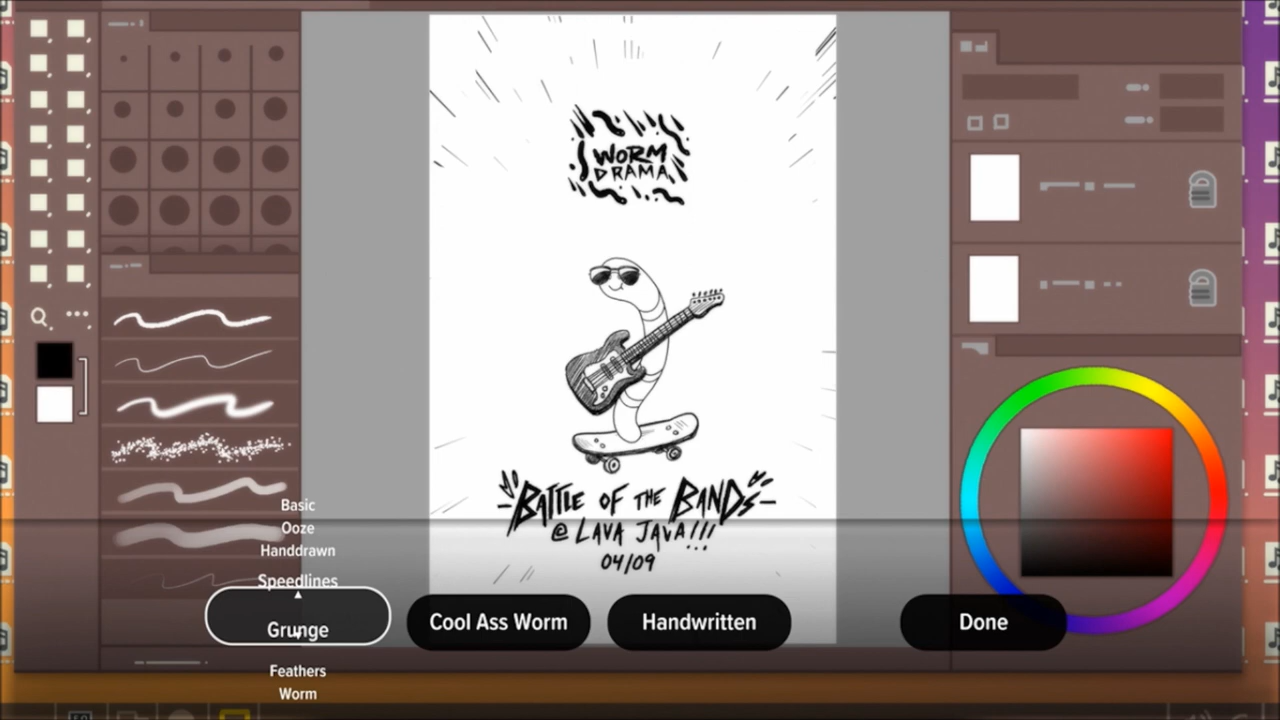 WORM
DRAMA
BATTLE OF THE BANDS
@ LAVA JAVA!!!
04/09
Basic
Ooze
Handdrawn
Speedlines
Grunge
Feathers
Worm
Cool Ass Worm
Handwritten
Done